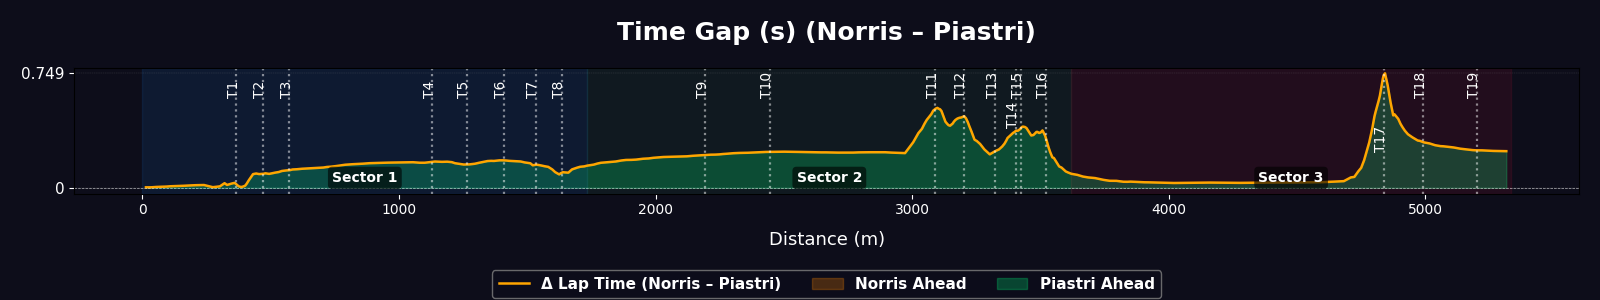 Time Gap (s) (Norris – Piastri)
0.749
0
T1 T2 T3 T4 T5 T6 T7 T8 T9 T10 T11 T12 T13 T14 T15 T16 T17 T18 T19
Sector 1 Sector 2 Sector 3
0 1000 2000 3000 4000 5000
Distance (m)
Δ Lap Time (Norris – Piastri) Norris Ahead Piastri Ahead